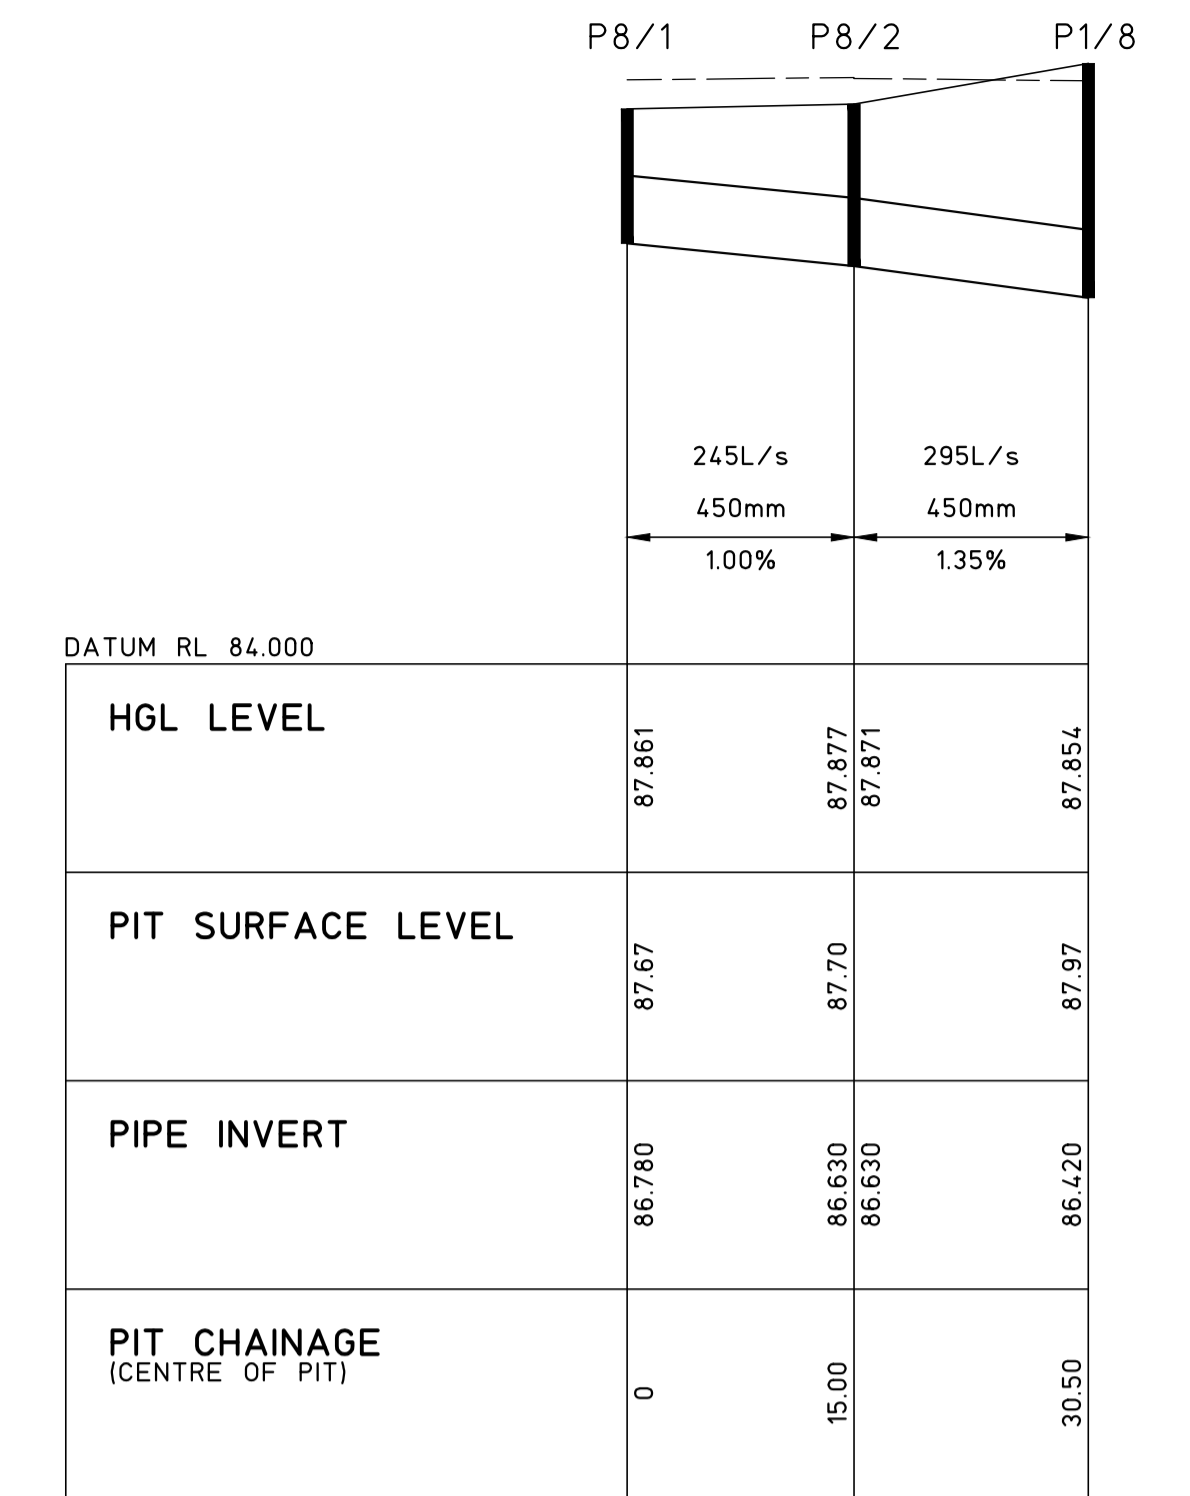 P8/1 P8/2 P1/8
245L/s 295L/s
450mm 450mm
1.00% 1.35%
DATUM RL 84.000
HGL LEVEL
87.861 87.877 87.871 87.854
PIT SURFACE LEVEL
87.67 87.70 87.97
PIPE INVERT
86.780 86.630 86.630 86.420
PIT CHAINAGE
(CENTRE OF PIT)
0 15.00 30.50